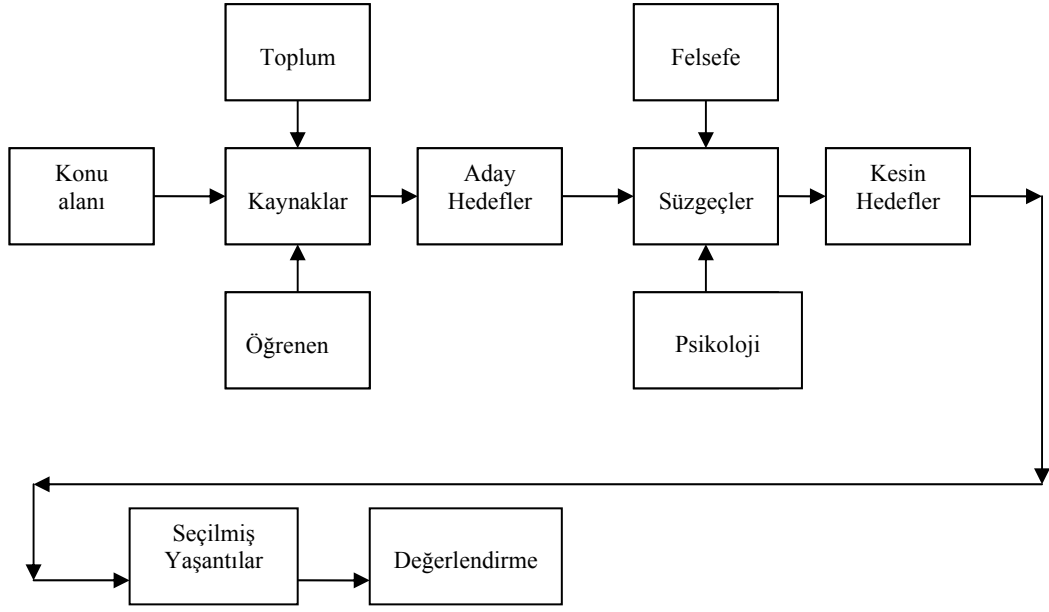 Toplum
Felsefe
Konu
alanı
Kaynaklar
Aday
Hedefler
Süzgeçler
Kesin
Hedefler
Öğrenen
Psikoloji
Seçilmiş
Yaşantılar
Değerlendirme